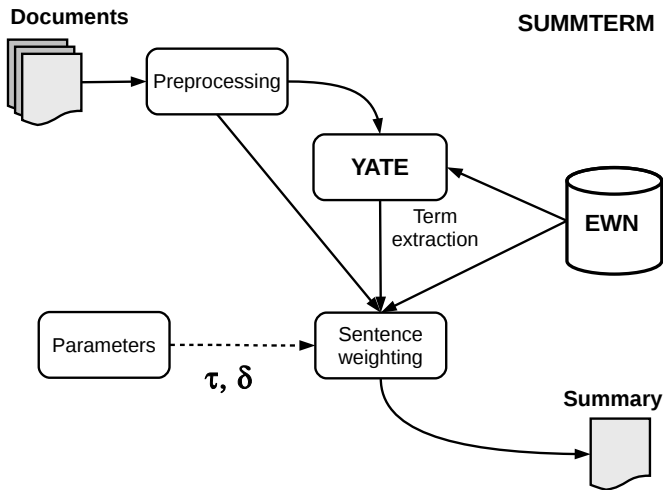 Documents
SUMMTERM
Preprocessing
YATE
Term
extraction
EWN
Parameters
τ, δ
Sentence
weighting
Summary